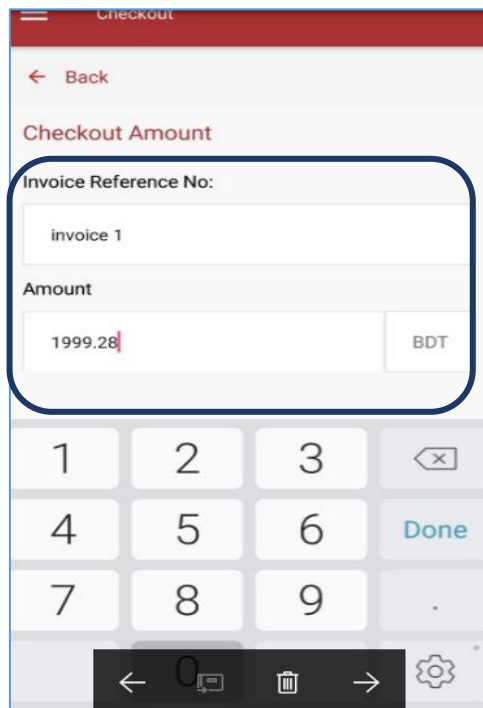 Checkout
← Back
Checkout Amount
Invoice Reference No:
invoice 1
Amount
1999.28 BDT
1 2 3
4 5 6 Done
7 8 9 .
0